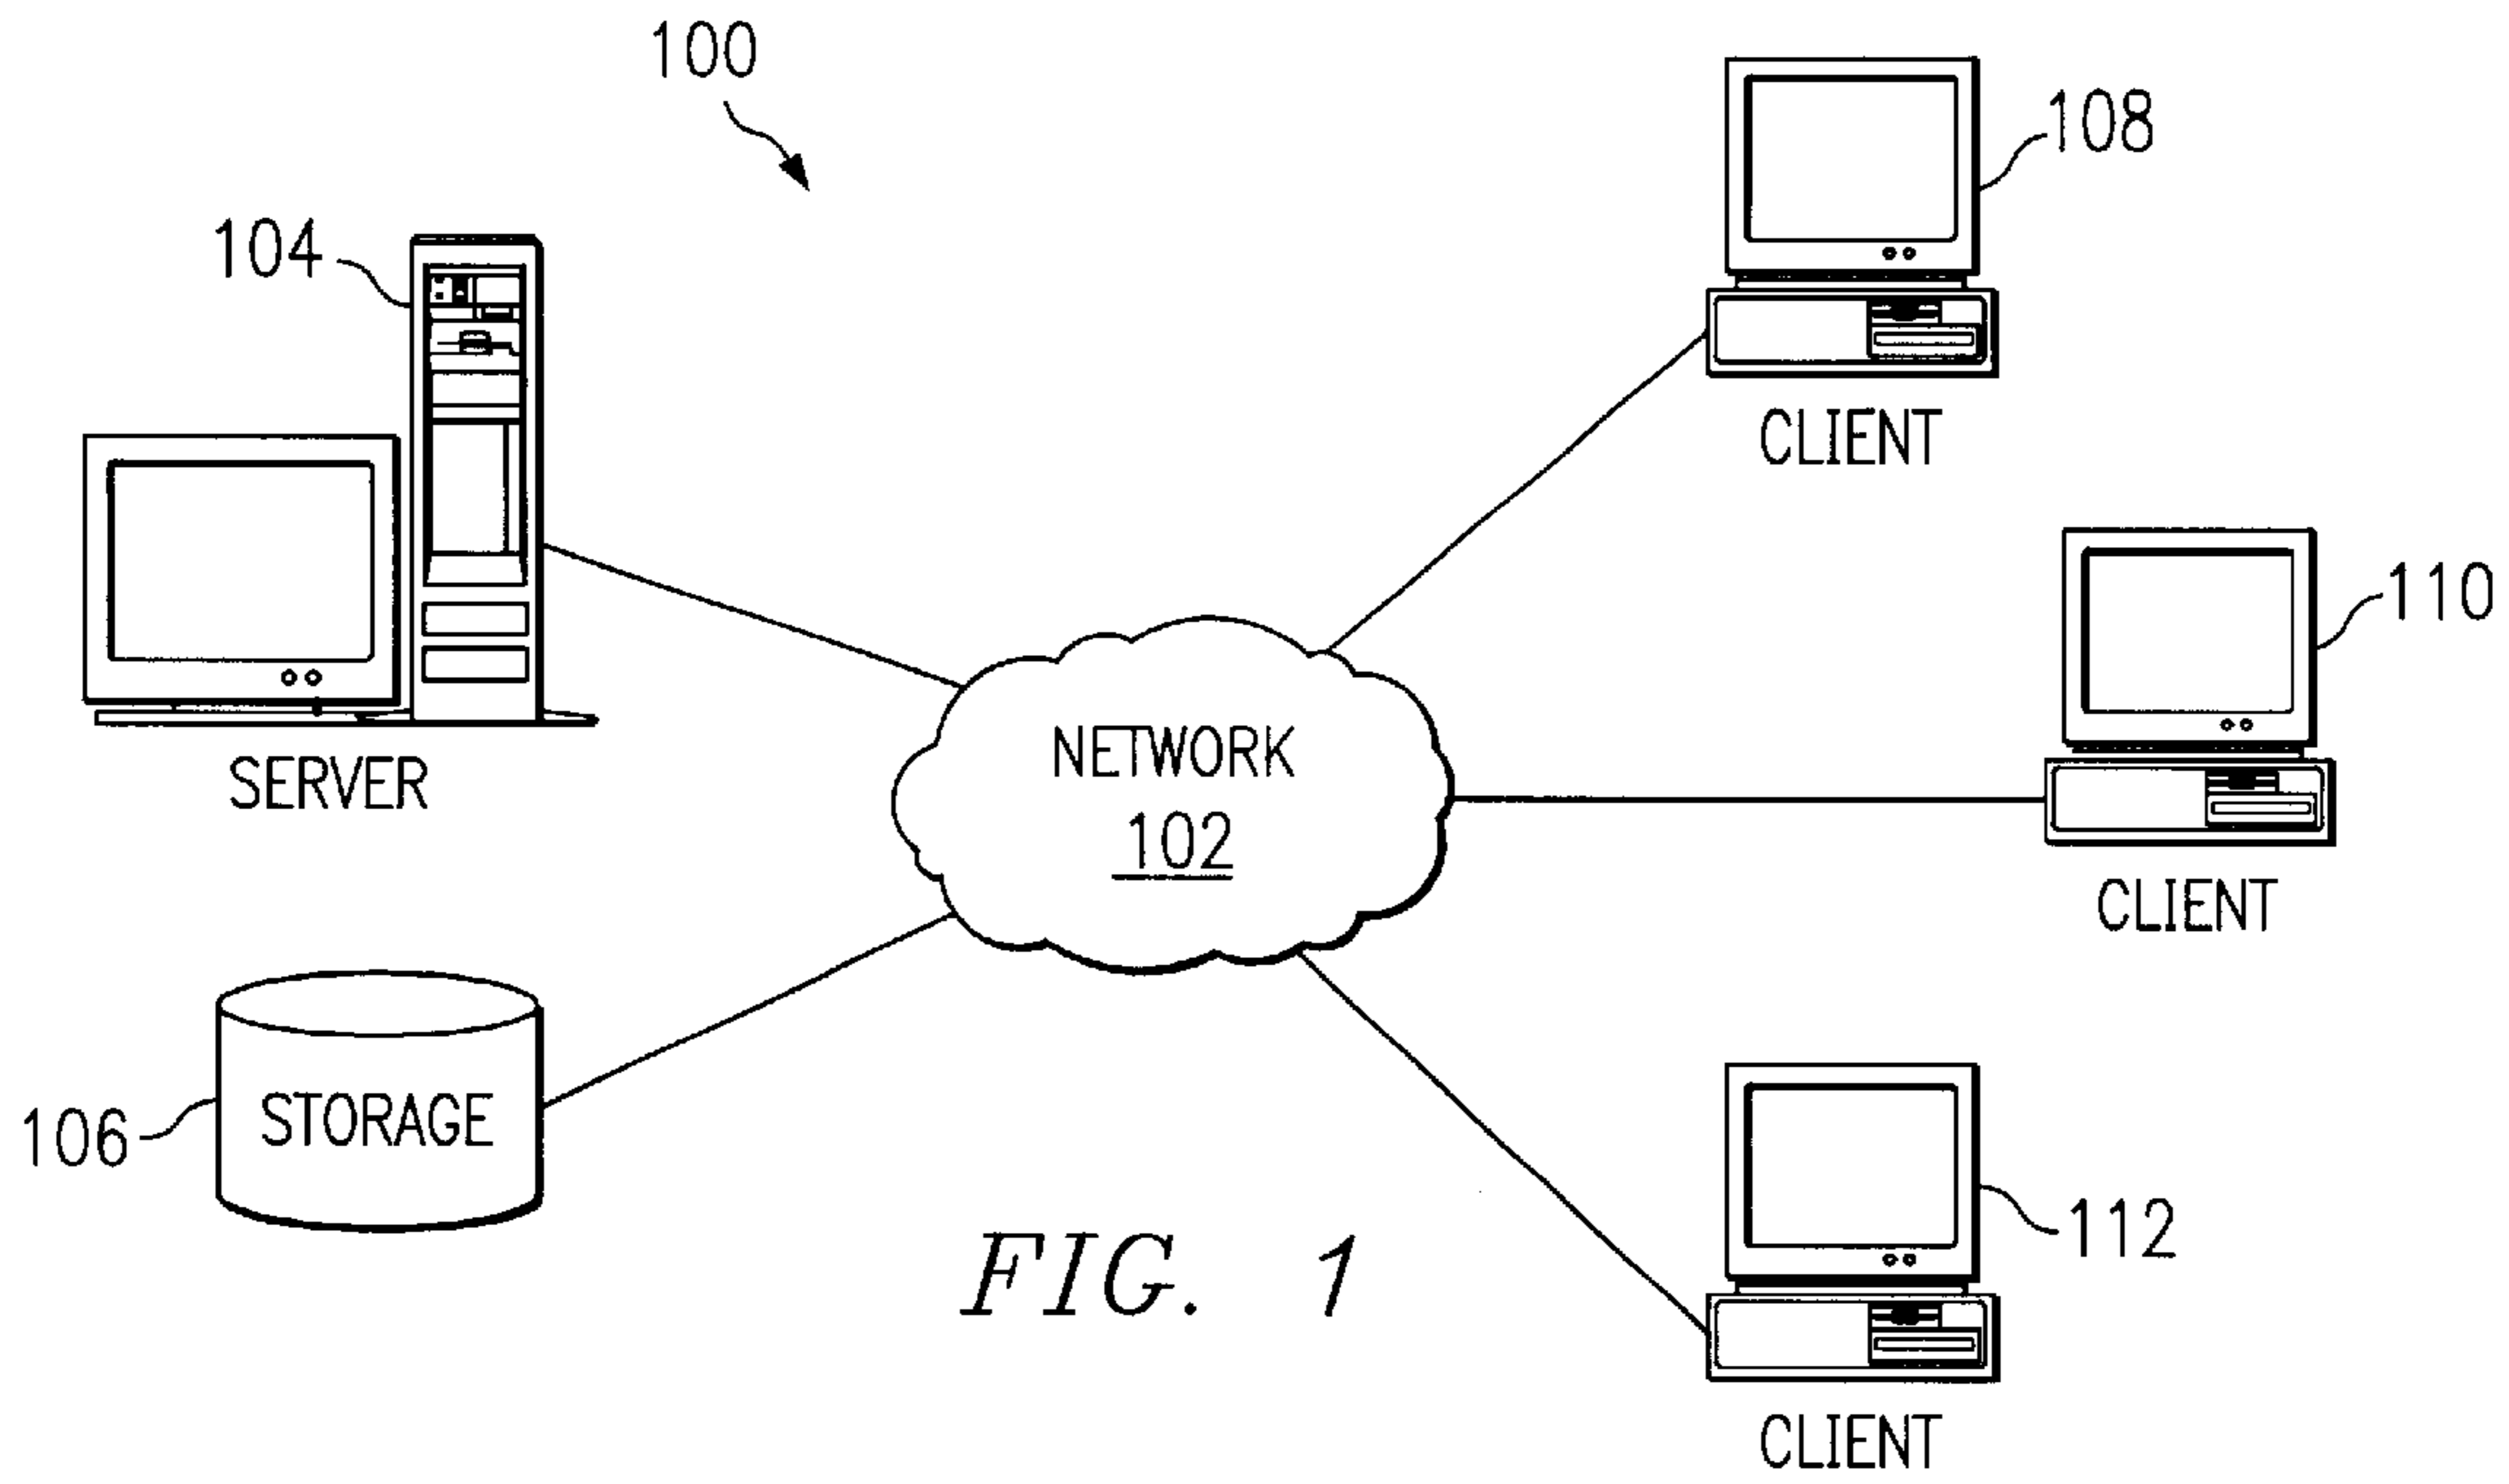 100
108
104
CLIENT
110
NETWORK
102
SERVER
CLIENT
106
STORAGE
112
FIG. 1
CLIENT